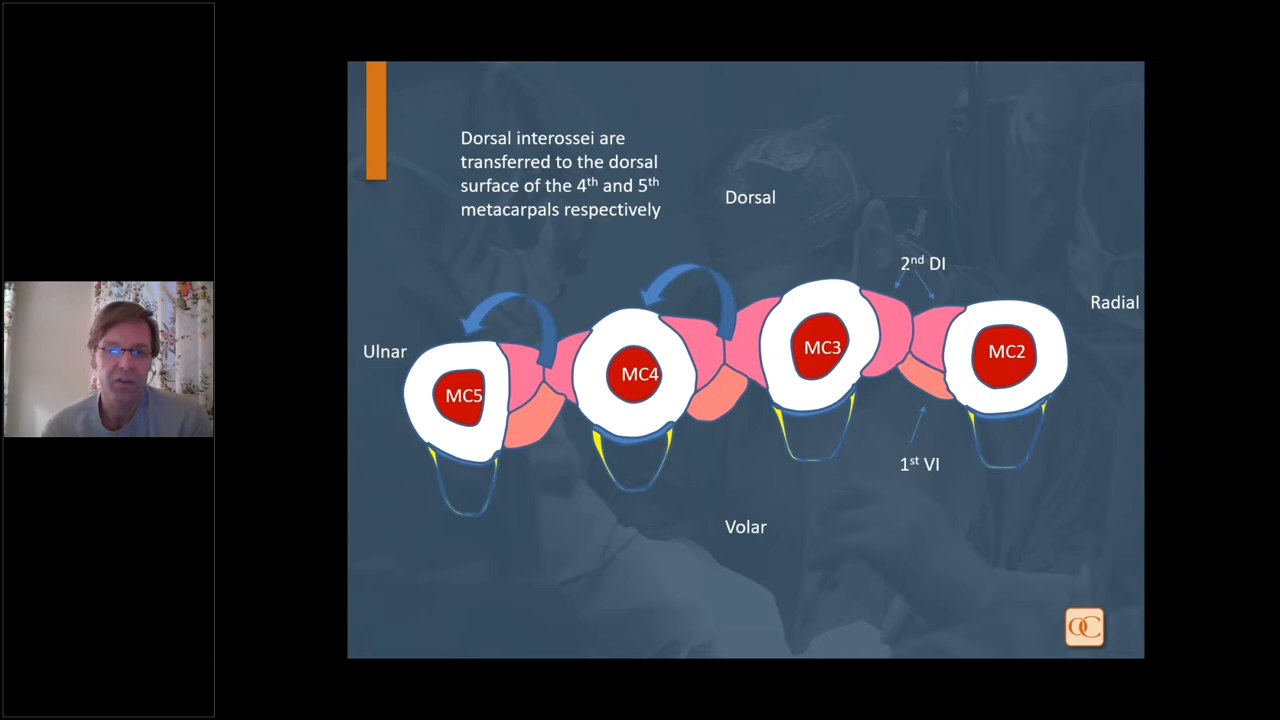 Dorsal interossei are
transferred to the dorsal
surface of the 4th and 5th
metacarpals respectively
Dorsal
2nd DI
Radial
Ulnar
MC5
MC4
MC3
MC2
1st VI
Volar
OC